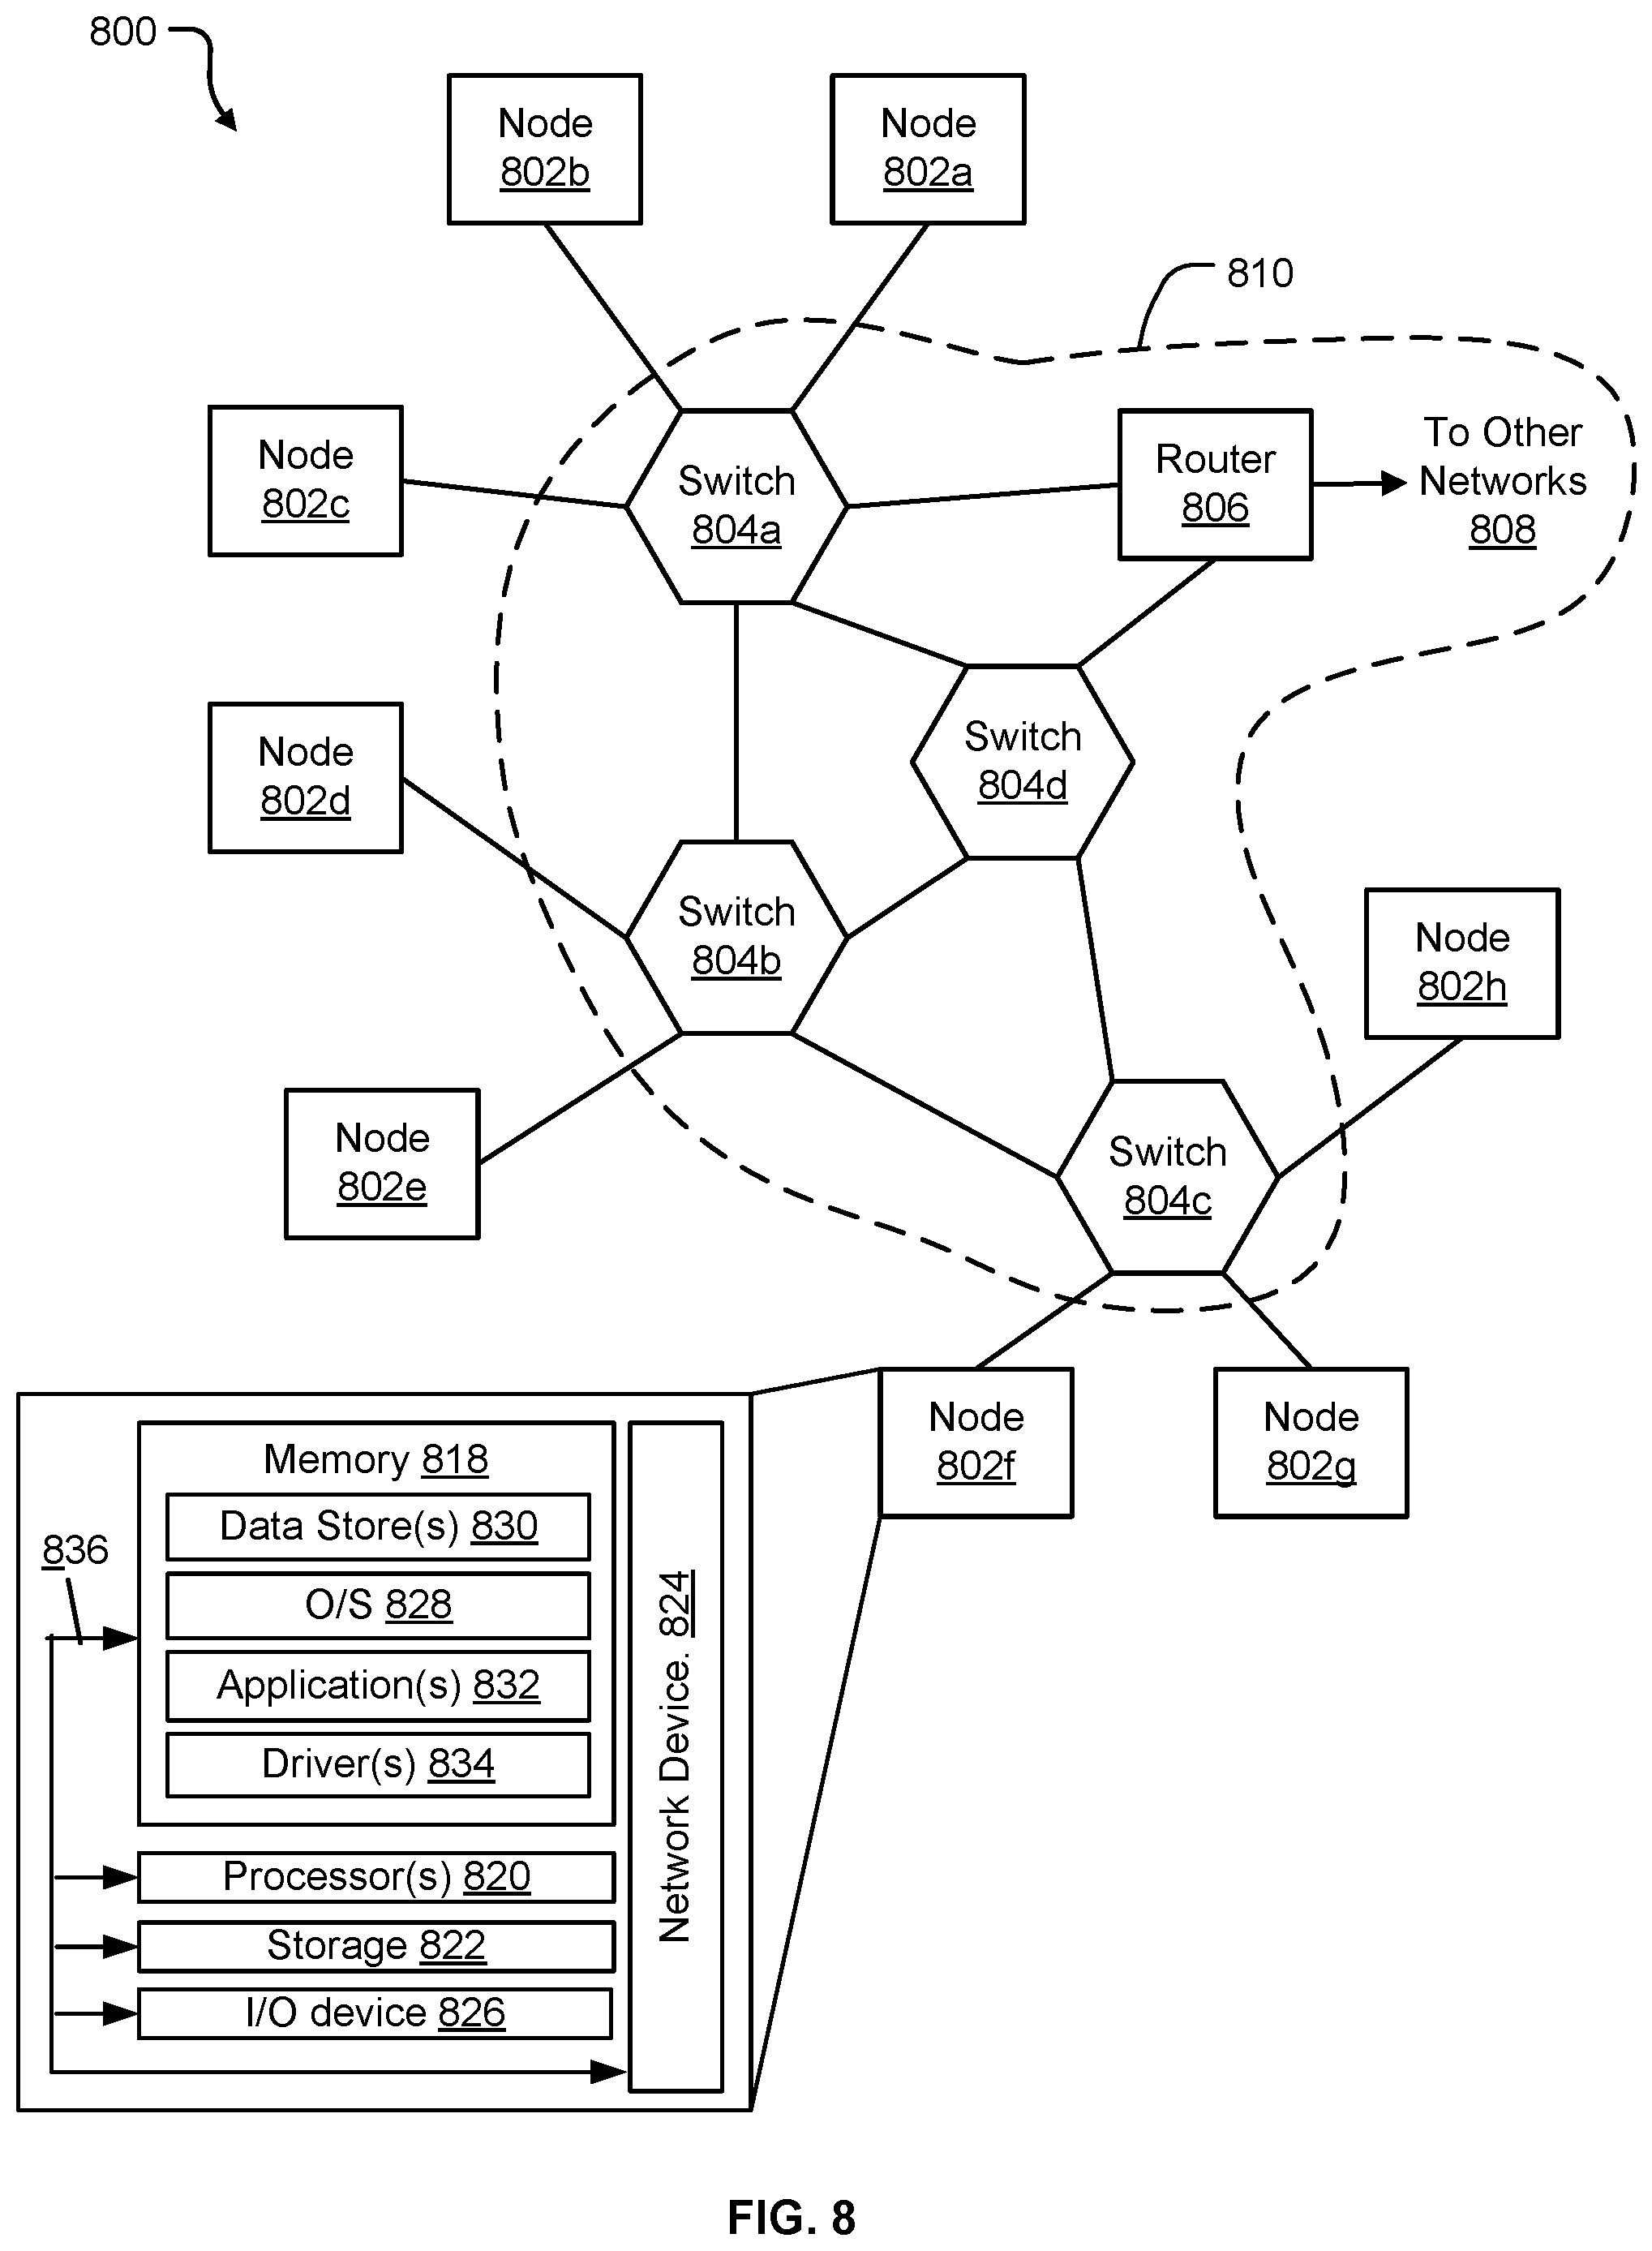 800
Node
802b
Node
802a
810
Node
802c
Switch
804a
Router
806
To Other
Networks
808
Node
802d
Switch
804d
Switch
804b
Node
802h
Node
802e
Switch
804c
Node
802f
Node
802g
Memory 818
Data Store(s) 830
836
O/S 828
Application(s) 832
Driver(s) 834
Network Device. 824
Processor(s) 820
Storage 822
I/O device 826
FIG. 8